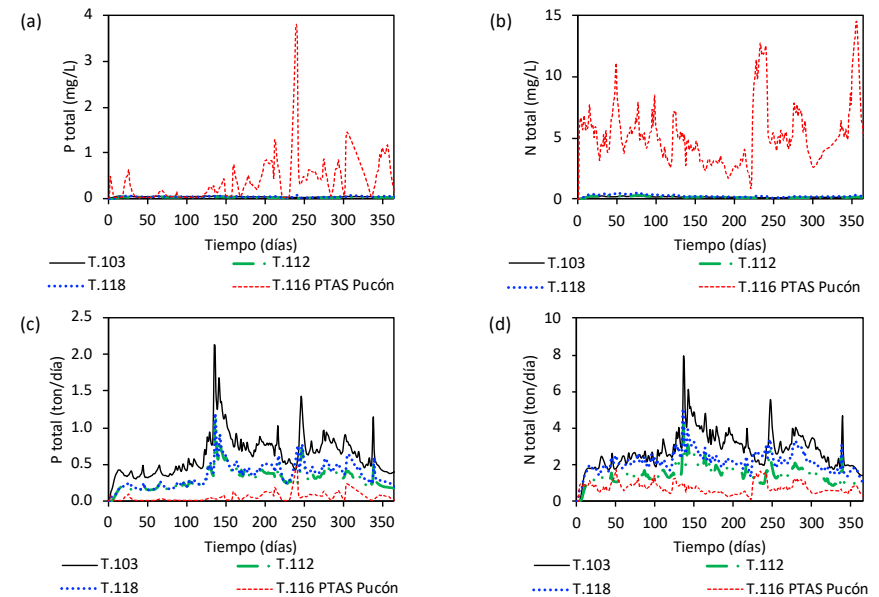 (a)
P total (mg/L)
4
3
2
1
0
0 50 100 150 200 250 300 350
Tiempo (días)
T.103 T.112
T.118 T.116 PTAS Pucón
(b)
N total (mg/L)
15
10
5
0
0 50 100 150 200 250 300 350
Tiempo (días)
T.103 T.112
T.118 T.116 PTAS Pucón
(c)
P total (ton/día)
2.5
2.0
1.5
1.0
0.5
0.0
0 50 100 150 200 250 300 350
Tiempo (días)
T.103 T.112
T.118 T.116 PTAS Pucón
(d)
N total (ton/día)
10
8
6
4
2
0
0 50 100 150 200 250 300 350
Tiempo (días)
T.103 T.112
T.118 T.116 PTAS Pucón